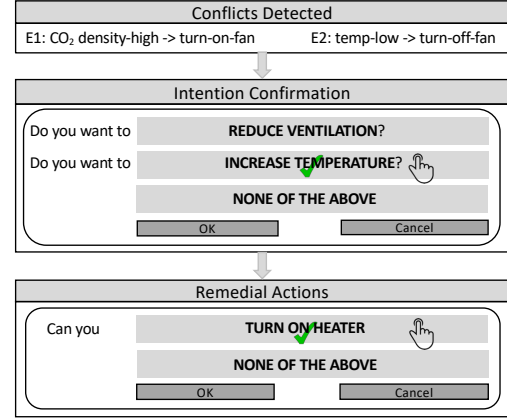 Conflicts Detected
E1: CO₂ density-high -> turn-on-fan E2: temp-low -> turn-off-fan
Intention Confirmation
Do you want to REDUCE VENTILATION?
Do you want to INCREASE TEMPERATURE?
NONE OF THE ABOVE
OK Cancel
Remedial Actions
Can you TURN ON HEATER
NONE OF THE ABOVE
OK Cancel